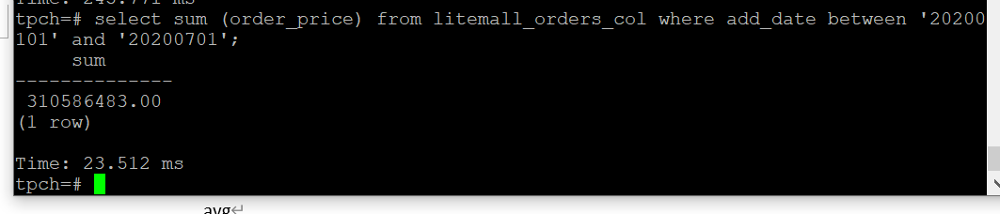 Time: 243.771 ms
tpch=# select sum (order_price) from litemall_orders_col where add_date between '20200
101' and '20200701';
sum
--------------
310586483.00
(1 row)
Time: 23.512 ms
tpch=#
avg↵